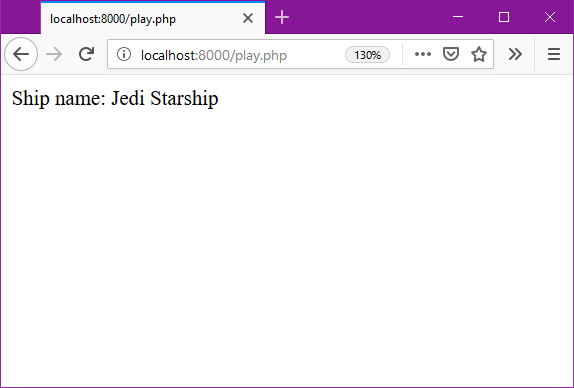 localhost:8000/play.php
localhost:8000/play.php 130%
Ship name: Jedi Starship